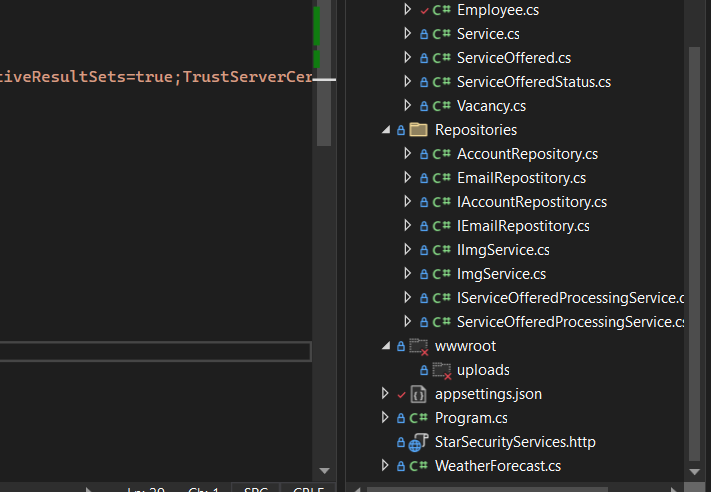 Employee.cs
Service.cs
ServiceOffered.cs
tiveResultSets=true;TrustServerCer
ServiceOfferedStatus.cs
Vacancy.cs
Repositories
AccountRepository.cs
EmailRepostitory.cs
IAccountRepostitory.cs
IEmailRepostitory.cs
IImgService.cs
ImgService.cs
IServiceOfferedProcessingService.c
ServiceOfferedProcessingService.cs
wwwroot
uploads
appsettings.json
Program.cs
StarSecurityServices.http
WeatherForecast.cs
Ln: 20 Ch: 1 SPC CRLF